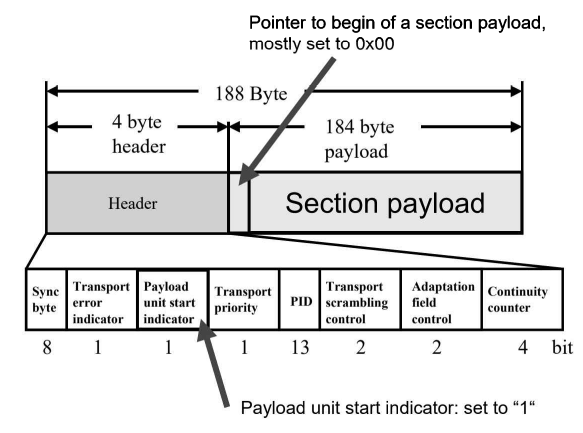 Pointer to begin of a section payload,
mostly set to 0x00
188 Byte
4 byte
header
184 byte
payload
Header
Section payload
Sync
byte
Transport
error
indicator
Payload
unit start
indicator
Transport
priority
PID
Transport
scrambling
control
Adaptation
field
control
Continuity
counter
8 1 1 1 13 2 2 4 bit
Payload unit start indicator: set to “1“